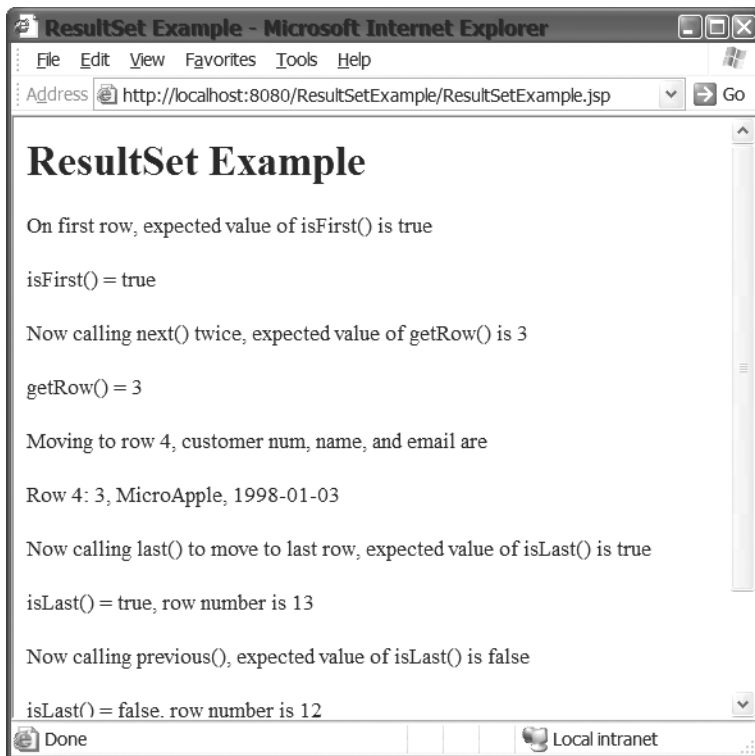 ResultSet Example - Microsoft Internet Explorer
File Edit View Favorites Tools Help
Address http://localhost:8080/ResultSetExample/ResultSetExample.jsp Go
ResultSet Example
On first row, expected value of isFirst() is true
isFirst() = true
Now calling next() twice, expected value of getRow() is 3
getRow() = 3
Moving to row 4, customer num, name, and email are
Row 4: 3, MicroApple, 1998-01-03
Now calling last() to move to last row, expected value of isLast() is true
isLast() = true, row number is 13
Now calling previous(), expected value of isLast() is false
isLast() = false, row number is 12
Done Local intranet